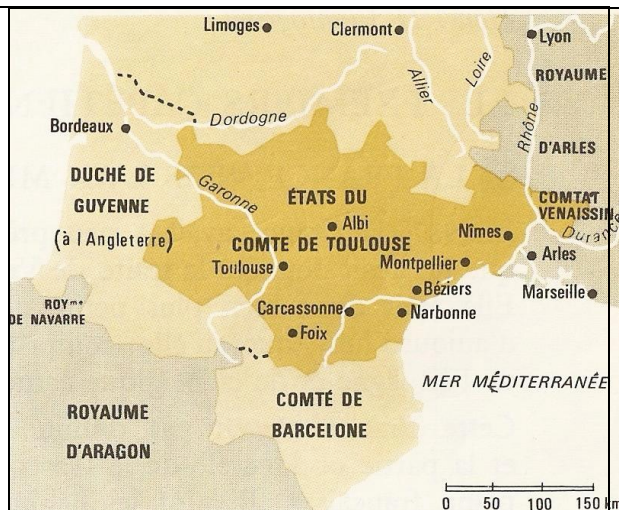 Limoges
Clermont
Lyon
Allier
Loire
Rhône
ROYAUME
D'ARLES
Dordogne
Bordeaux
DUCHÉ DE
GUYENNE
(à l Angleterre)
Garonne
ÉTATS DU
COMTE DE TOULOUSE
Albi
Toulouse
COMTAT
VENAISSIN
Durance
Nîmes
Montpellier
Arles
Béziers
Marseille
Carcassonne
Narbonne
Foix
ROYme
DE NAVARRE
MER MÉDITERRANÉE
COMTÉ DE
BARCELONE
ROYAUME
D'ARAGON
0 50 100 150 km